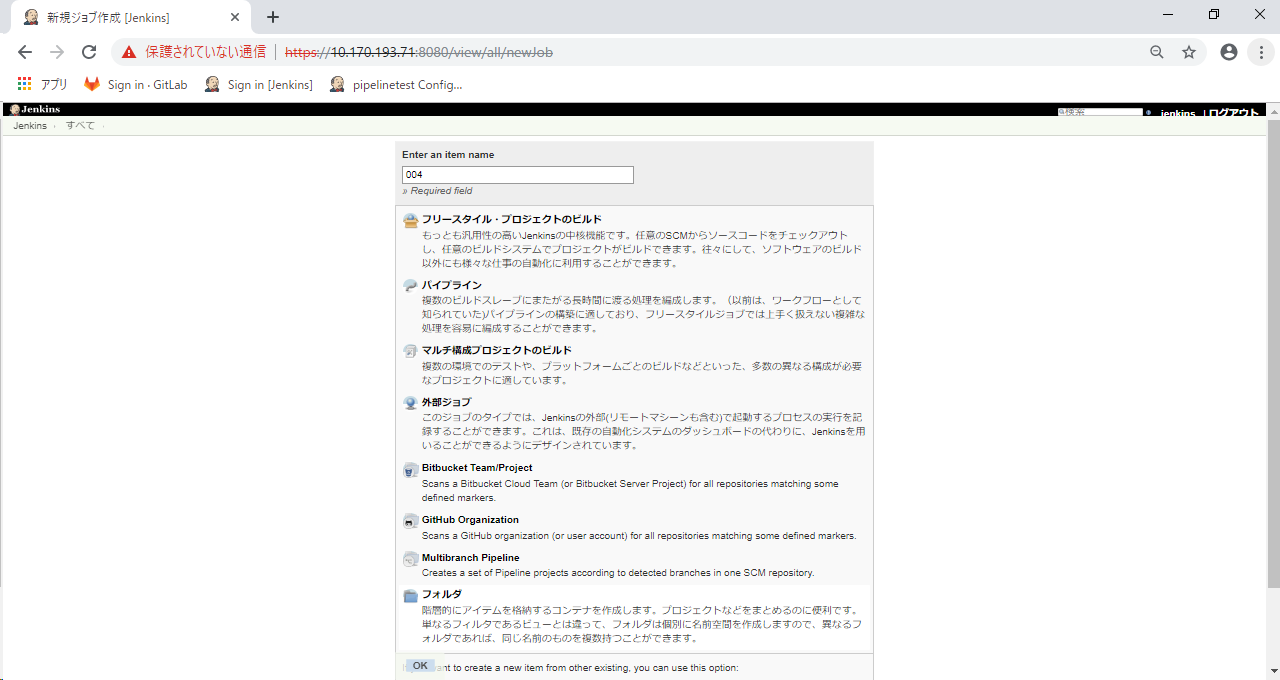 新規ジョブ作成 [Jenkins]
保護されていない通信 https://10.170.193.71:8080/view/all/newJob
アプリ Sign in · GitLab Sign in [Jenkins] pipelinetest Config...
Jenkins 検索 jenkins | ログアウト
Jenkins すべて
Enter an item name
004
» Required field
フリースタイル・プロジェクトのビルド
もっとも汎用性の高いJenkinsの中核機能です。任意のSCMからソースコードをチェックアウト
し、任意のビルドシステムでプロジェクトがビルドできます。往々にして、ソフトウェアのビルド
以外にも様々な仕事の自動化に利用することができます。
パイプライン
複数のビルドスレーブにまたがる長時間に渡る処理を編成します。（以前は、ワークフローとして
知られていた)パイプラインの構築に適しており、フリースタイルジョブでは上手く扱えない複雑な
処理を容易に編成することができます。
マルチ構成プロジェクトのビルド
複数の環境でのテストや、プラットフォームごとのビルドなどといった、多数の異なる構成が必要
なプロジェクトに適しています。
外部ジョブ
このジョブのタイプでは、Jenkinsの外部(リモートマシーンも含む)で起動するプロセスの実行を記
録することができます。これは、既存の自動化システムのダッシュボードの代わりに、Jenkinsを用
いることができるようにデザインされています。
Bitbucket Team/Project
Scans a Bitbucket Cloud Team (or Bitbucket Server Project) for all repositories matching some
defined markers.
GitHub Organization
Scans a GitHub organization (or user account) for all repositories matching some defined markers.
Multibranch Pipeline
Creates a set of Pipeline projects according to detected branches in one SCM repository.
フォルダ
階層的にアイテムを格納するコンテナを作成します。プロジェクトなどをまとめるのに便利です。
単なるフィルタであるビューとは違って、フォルダは個別に名前空間を作成しますので、異なるフ
ォルダであれば、同じ名前のものを複数持つことができます。
OK ant to create a new item from other existing, you can use this option: